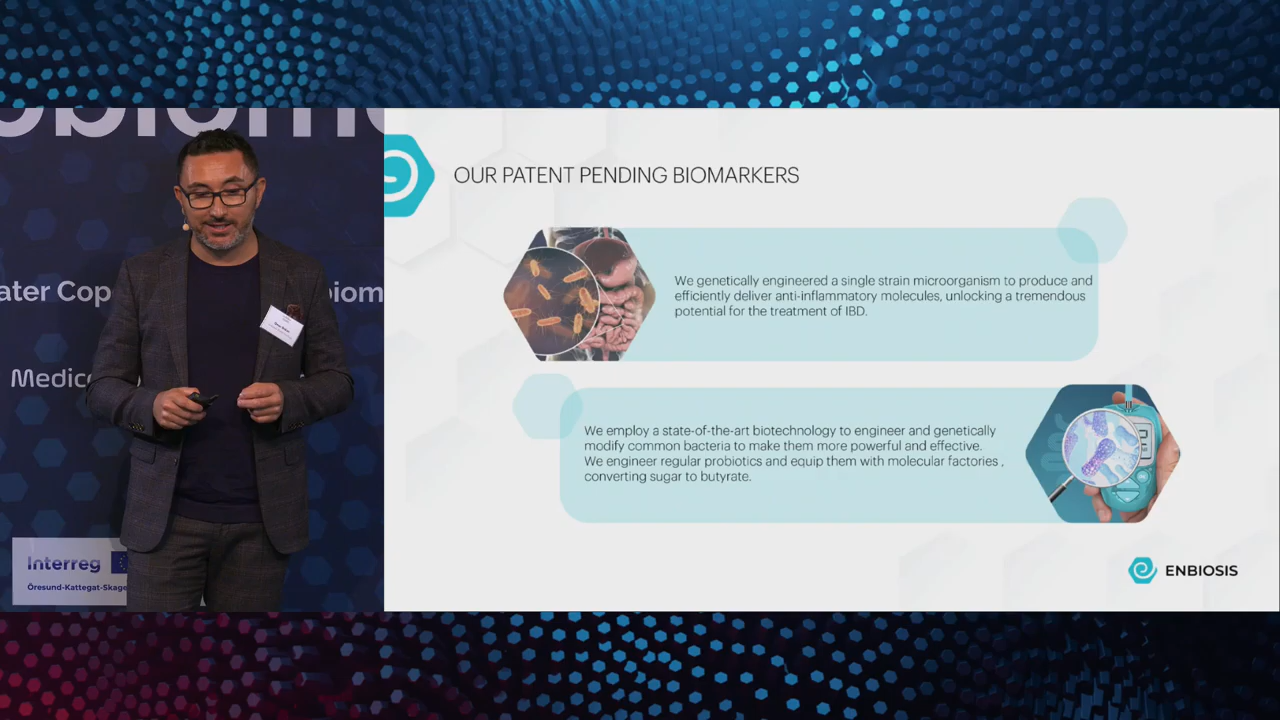 obiome
ater Cop
biom
Medico
Interreg
Öresund-Kattegat-Skage
OUR PATENT PENDING BIOMARKERS
We genetically engineered a single strain microorganism to produce and
efficiently deliver anti-inflammatory molecules, unlocking a tremendous
potential for the treatment of IBD.
We employ a state-of-the-art biotechnology to engineer and genetically
modify common bacteria to make them more powerful and effective.
We engineer regular probiotics and equip them with molecular factories ,
converting sugar to butyrate.
ENBIOSIS